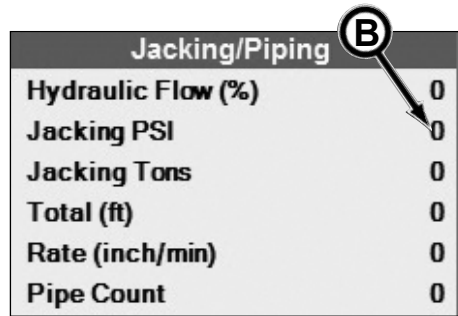 B
Jacking/Piping
Hydraulic Flow (%) 0
Jacking PSI 0
Jacking Tons 0
Total (ft) 0
Rate (inch/min) 0
Pipe Count 0